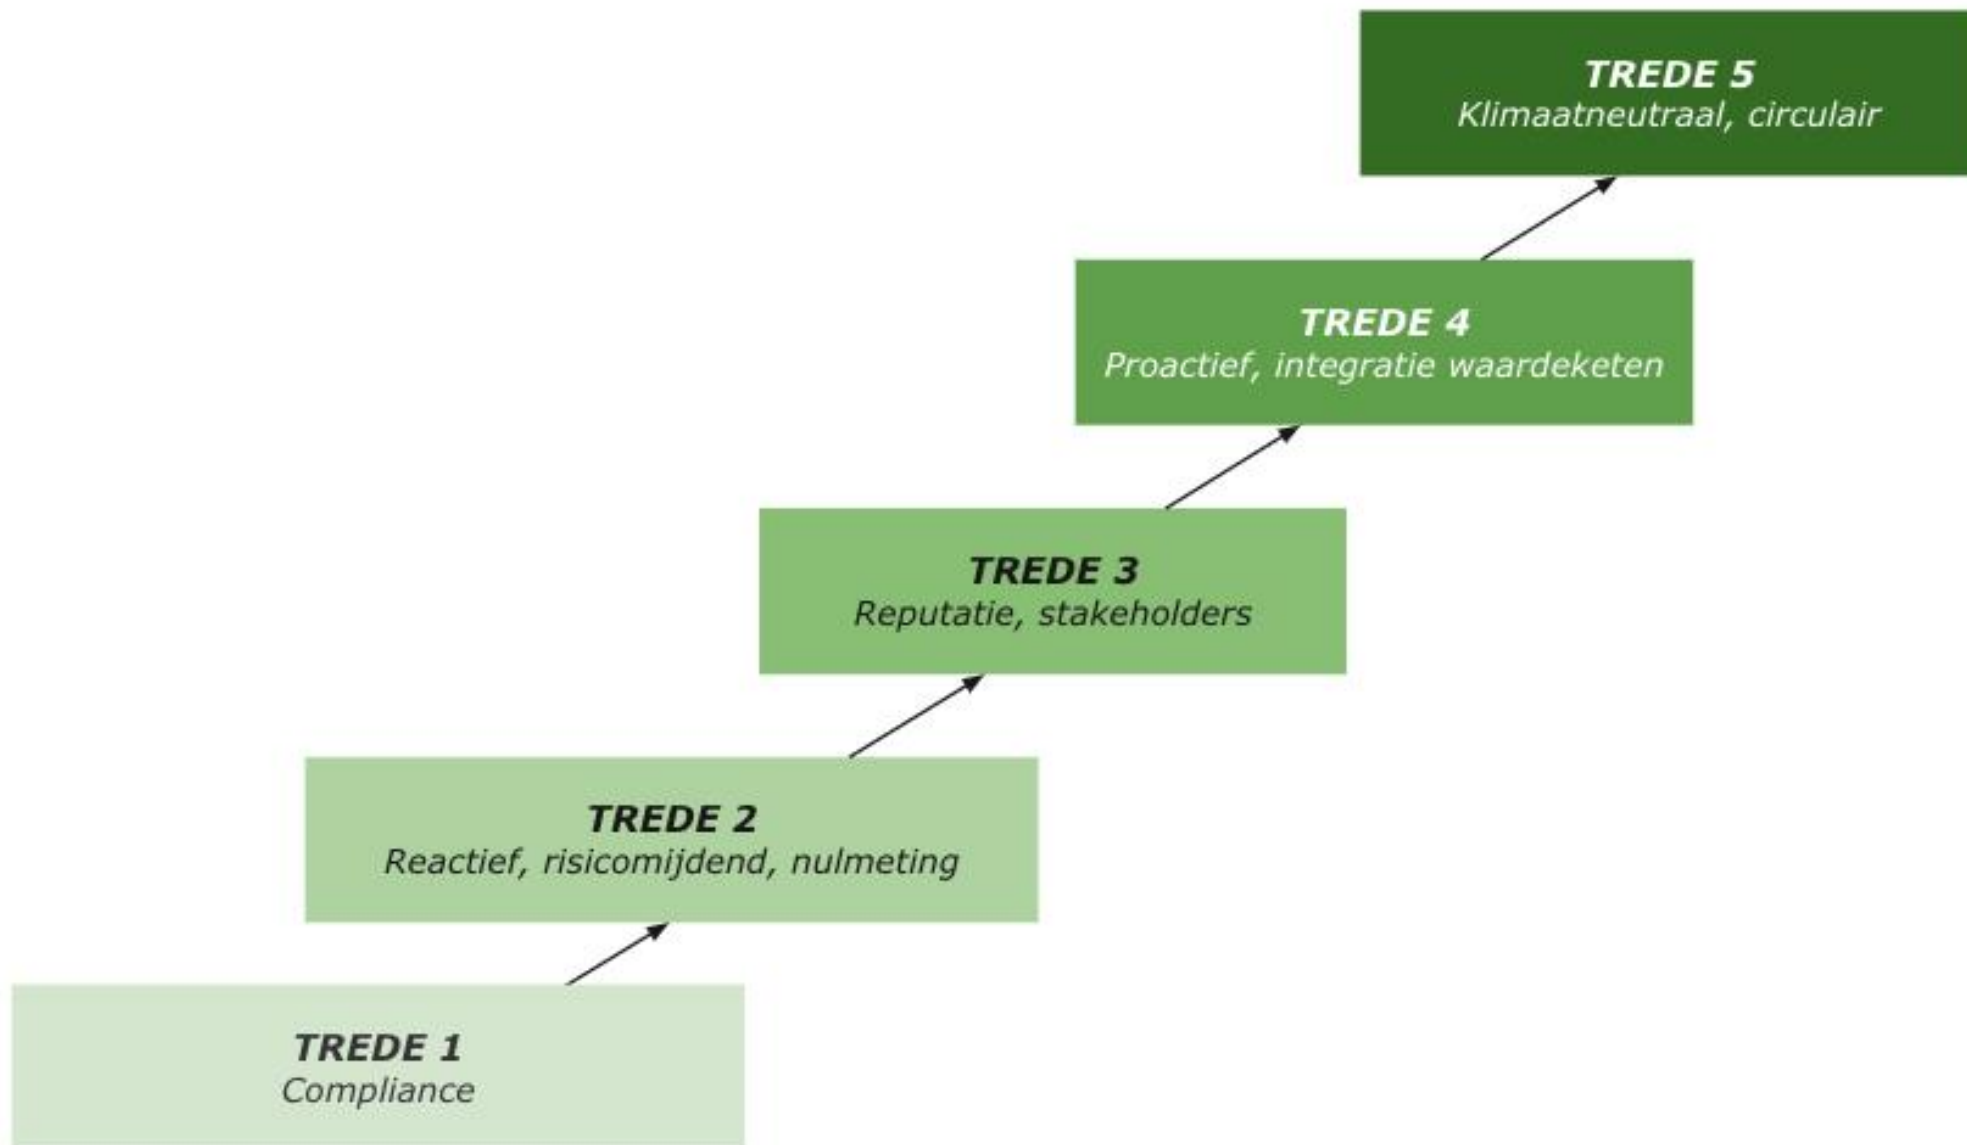 TREDE 5
Klimaatneutraal, circulair
TREDE 4
Proactief, integratie waardeketen
TREDE 3
Reputatie, stakeholders
TREDE 2
Reactief, risicomijdend, nulmeting
TREDE 1
Compliance